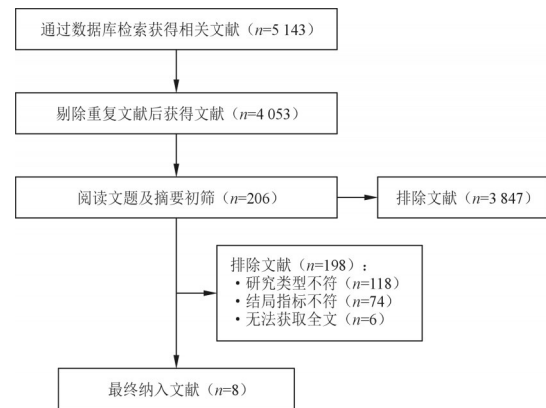 通过数据库检索获得相关文献（n=5 143）
剔除重复文献后获得文献（n=4 053）
阅读文题及摘要初筛（n=206）
排除文献（n=3 847）
排除文献（n=198）：
• 研究类型不符（n=118）
• 结局指标不符（n=74）
• 无法获取全文（n=6）
最终纳入文献（n=8）